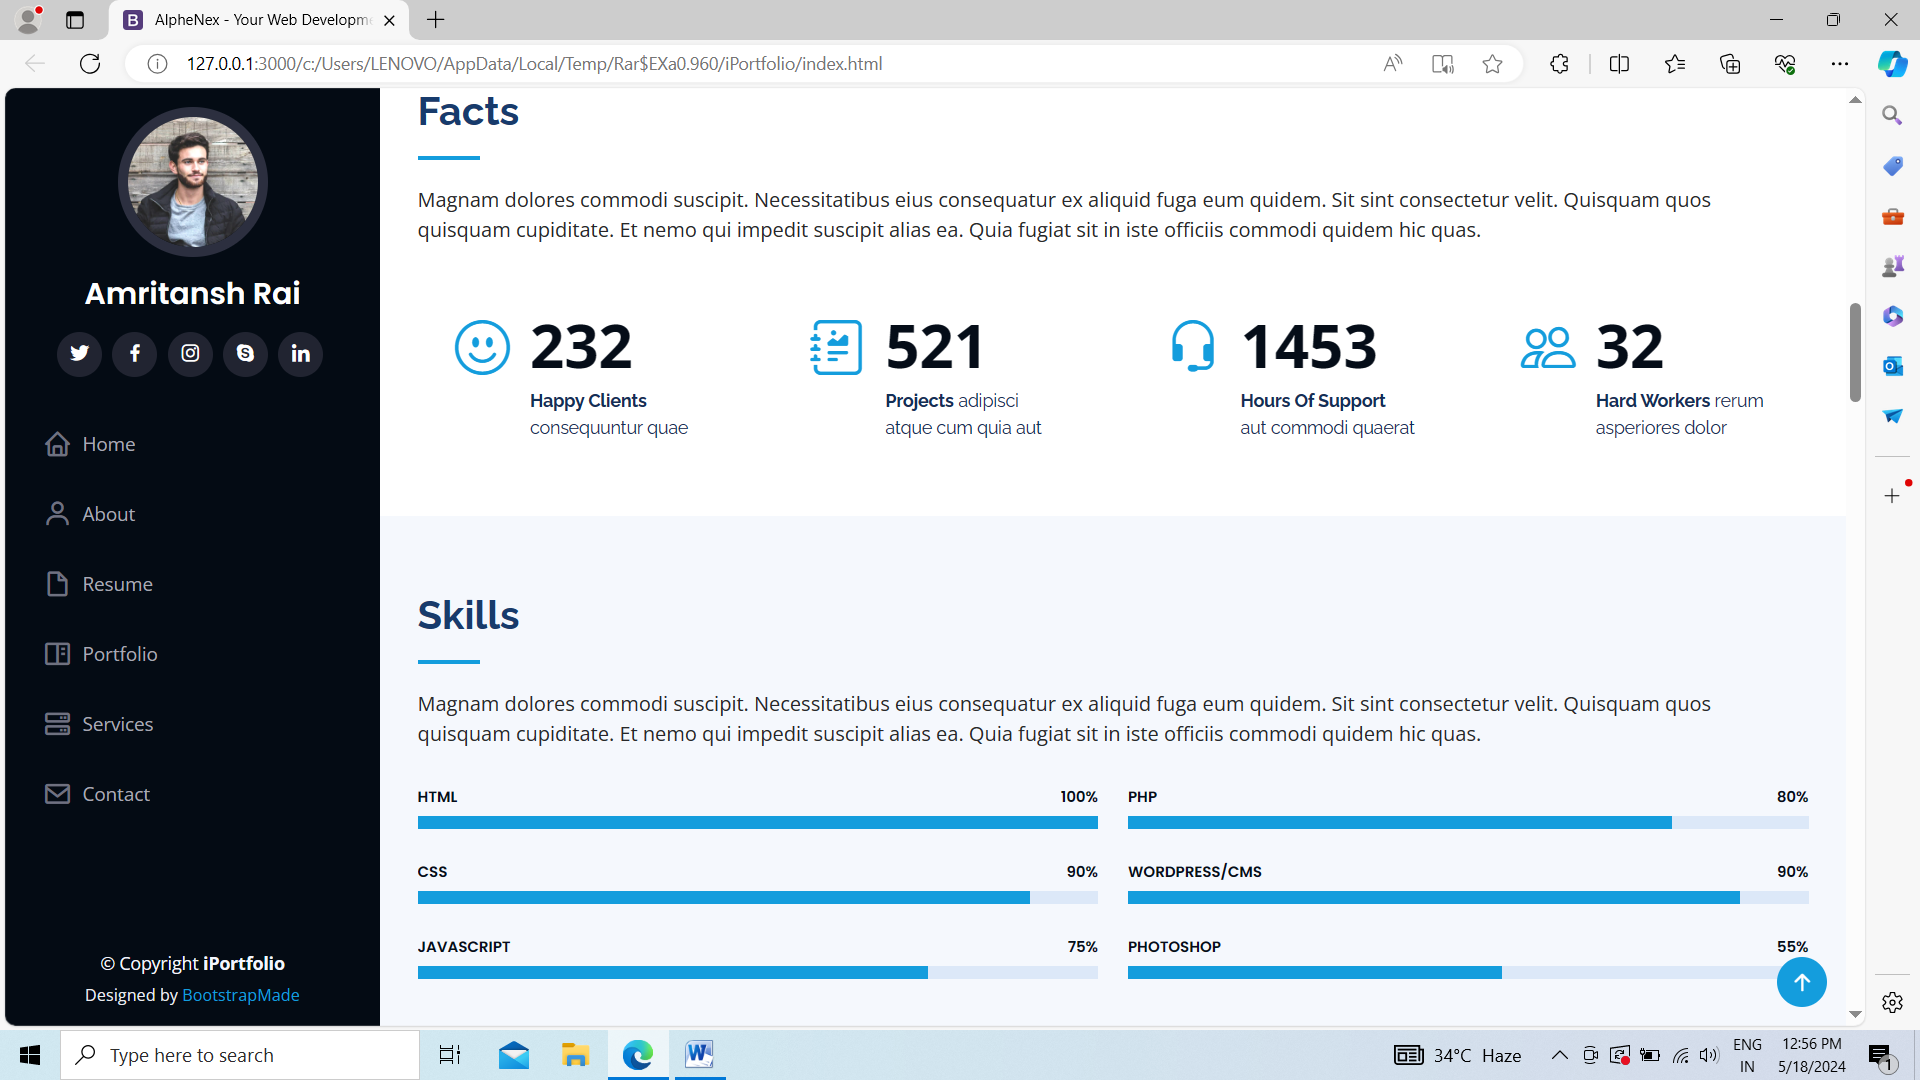 AlpheNex - Your Web Developme
127.0.0.1:3000/c:/Users/LENOVO/AppData/Local/Temp/Rar$EXa0.960/iPortfolio/index.html
Amritansh Rai
Home
About
Resume
Portfolio
Services
Contact
© Copyright iPortfolio
Designed by BootstrapMade
Facts
Magnam dolores commodi suscipit. Necessitatibus eius consequatur ex aliquid fuga eum quidem. Sit sint consectetur velit. Quisquam quos
quisquam cupiditate. Et nemo qui impedit suscipit alias ea. Quia fugiat sit in iste officiis commodi quidem hic quas.
232
Happy Clients
consequuntur quae
521
Projects adipisci
atque cum quia aut
1453
Hours Of Support
aut commodi quaerat
32
Hard Workers rerum
asperiores dolor
Skills
Magnam dolores commodi suscipit. Necessitatibus eius consequatur ex aliquid fuga eum quidem. Sit sint consectetur velit. Quisquam quos
quisquam cupiditate. Et nemo qui impedit suscipit alias ea. Quia fugiat sit in iste officiis commodi quidem hic quas.
HTML 100%
PHP 80%
CSS 90%
WORDPRESS/CMS 90%
JAVASCRIPT 75%
PHOTOSHOP 55%
Type here to search
34°C Haze
ENG
IN
12:56 PM
5/18/2024
1